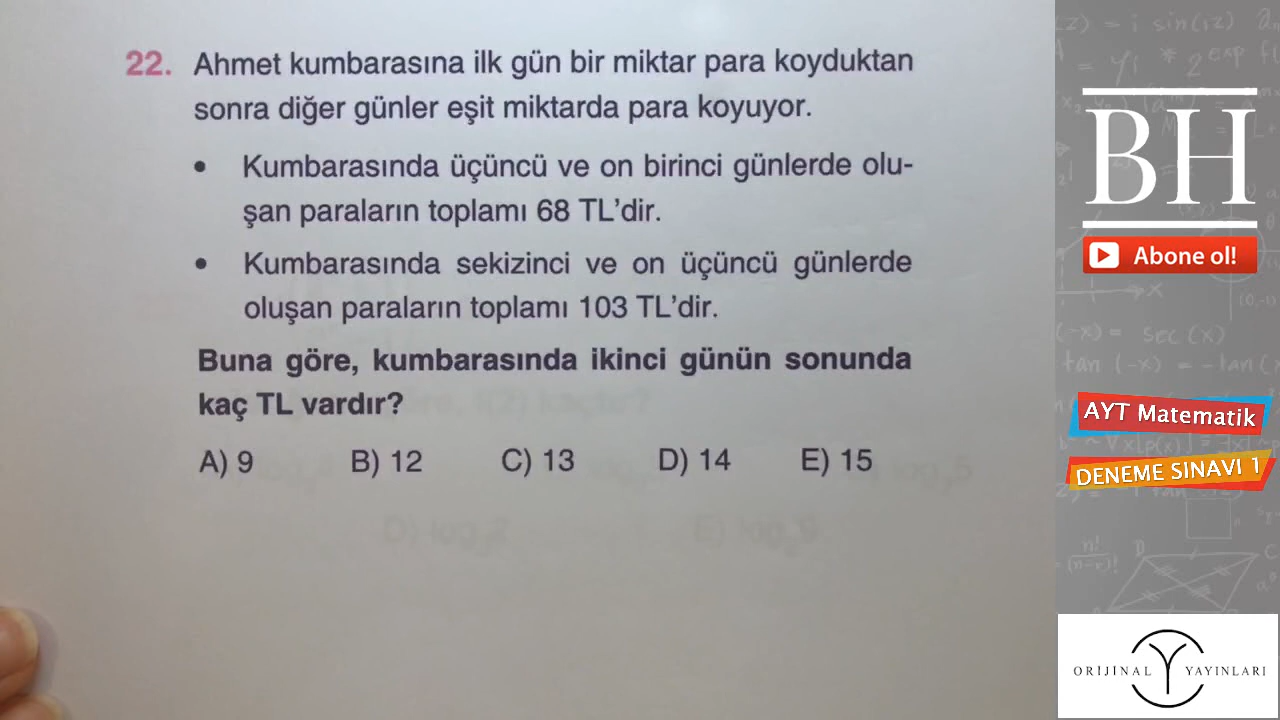 22. Ahmet kumbarasına ilk gün bir miktar para koyduktan
sonra diğer günler eşit miktarda para koyuyor.
• Kumbarasında üçüncü ve on birinci günlerde olu-
şan paraların toplamı 68 TL'dir.
• Kumbarasında sekizinci ve on üçüncü günlerde
oluşan paraların toplamı 103 TL'dir.
Buna göre, kumbarasında ikinci günün sonunda
kaç TL vardır?
A) 9 B) 12 C) 13 D) 14 E) 15
BH
Abone ol!
AYT Matematik
DENEME SINAVI 1
ORİJİNAL YAYINLARI